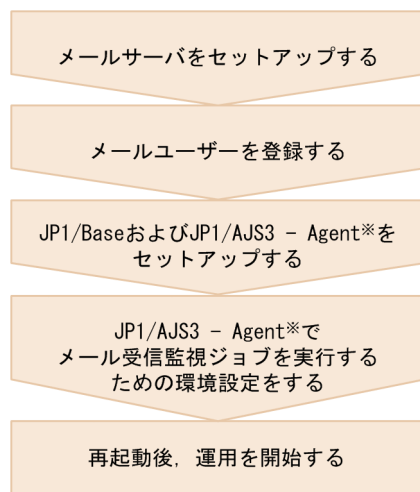 メールサーバをセットアップする
メールユーザーを登録する
JP1/BaseおよびJP1/AJS3 - Agent※を
セットアップする
JP1/AJS3 - Agent※で
メール受信監視ジョブを実行する
ための環境設定をする
再起動後，運用を開始する